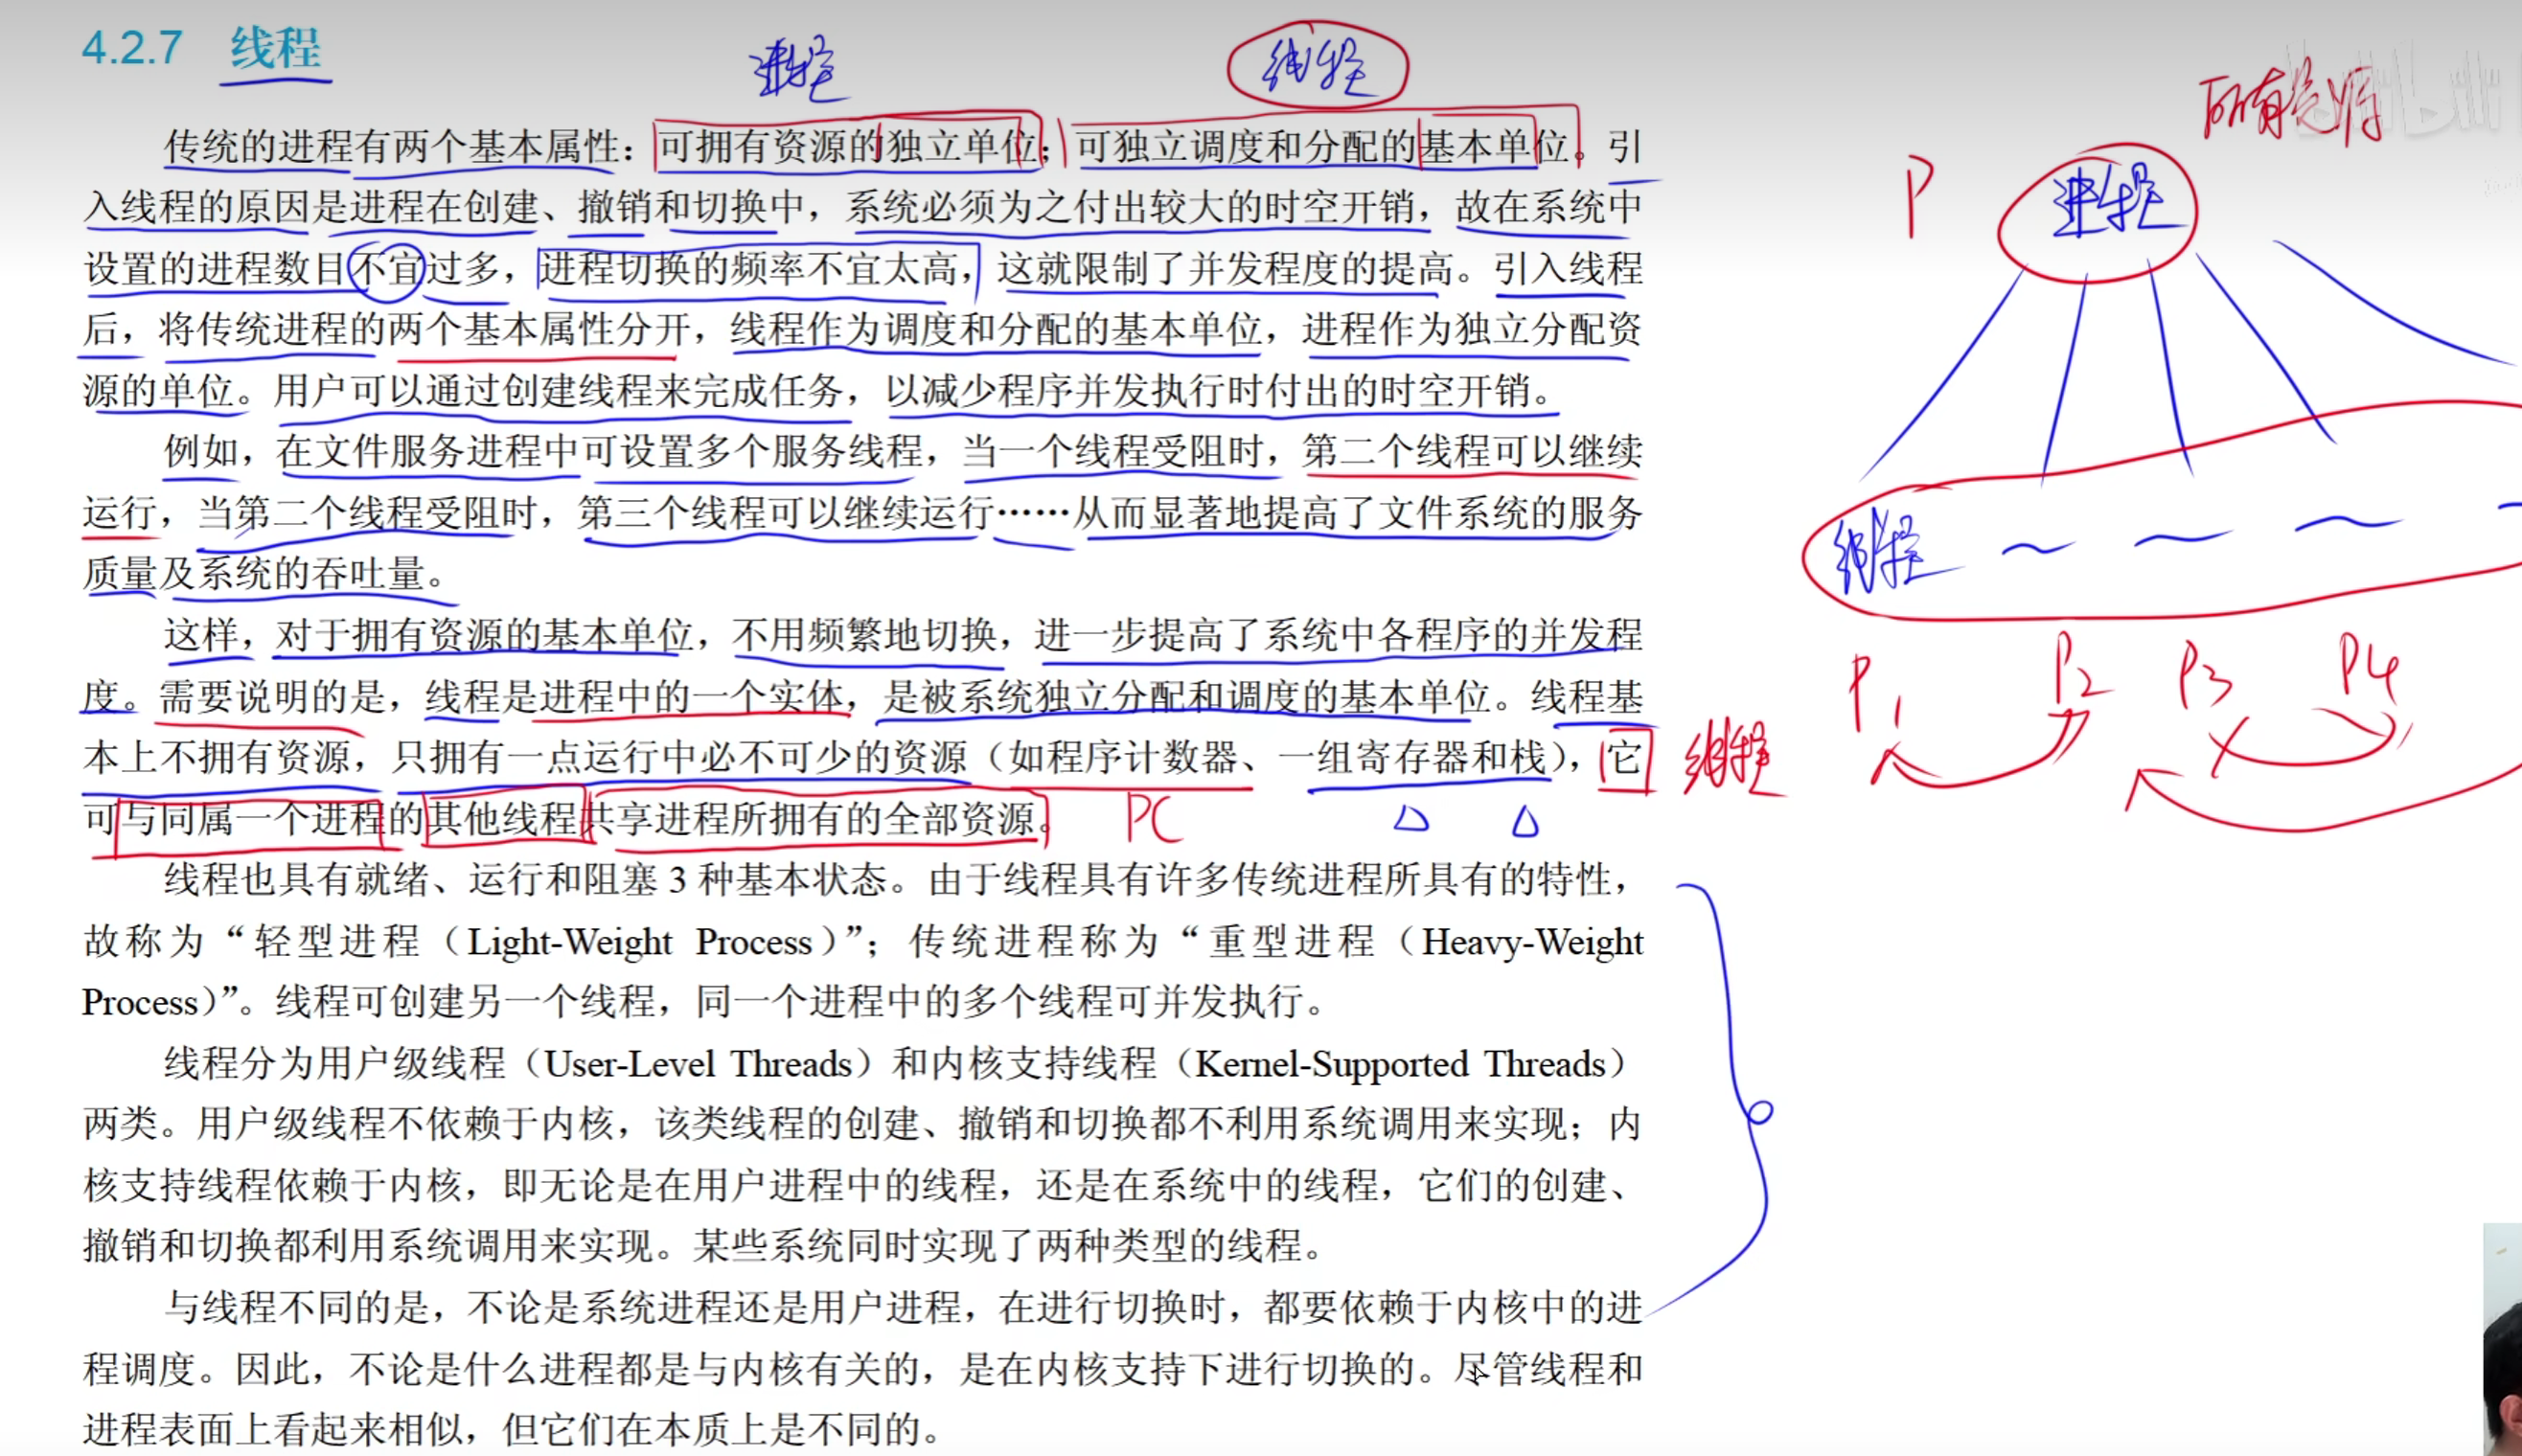 4.2.7 线程
进程
线程
传统的进程有两个基本属性：可拥有资源的独立单位；可独立调度和分配的基本单位。引
入线程的原因是进程在创建、撤销和切换中，系统必须为之付出较大的时空开销，故在系统中
设置的进程数目不宜过多，进程切换的频率不宜太高，这就限制了并发程度的提高。引入线程
后，将传统进程的两个基本属性分开，线程作为调度和分配的基本单位，进程作为独立分配资
源的单位。用户可以通过创建线程来完成任务，以减少程序并发执行时付出的时空开销。
例如，在文件服务进程中可设置多个服务线程，当一个线程受阻时，第二个线程可以继续
运行，当第二个线程受阻时，第三个线程可以继续运行……从而显著地提高了文件系统的服务
质量及系统的吞吐量。
这样，对于拥有资源的基本单位，不用频繁地切换，进一步提高了系统中各程序的并发程
度。需要说明的是，线程是进程中的一个实体，是被系统独立分配和调度的基本单位。线程基
本上不拥有资源，只拥有一点运行中必不可少的资源（如程序计数器、一组寄存器和栈），它
可与同属一个进程的其他线程共享进程所拥有的全部资源。
PC
线程也具有就绪、运行和阻塞 3 种基本状态。由于线程具有许多传统进程所具有的特性，
故称为“轻型进程（Light-Weight Process）”；传统进程称为“重型进程（Heavy-Weight
Process）”。线程可创建另一个线程，同一个进程中的多个线程可并发执行。
线程分为用户级线程（User-Level Threads）和内核支持线程（Kernel-Supported Threads）
两类。用户级线程不依赖于内核，该类线程的创建、撤销和切换都不利用系统调用来实现；内
核支持线程依赖于内核，即无论是在用户进程中的线程，还是在系统中的线程，它们的创建、
撤销和切换都利用系统调用来实现。某些系统同时实现了两种类型的线程。
与线程不同的是，不论是系统进程还是用户进程，在进行切换时，都要依赖于内核中的进
程调度。因此，不论是什么进程都是与内核有关的，是在内核支持下进行切换的。尽管线程和
进程表面上看起来相似，但它们在本质上是不同的。
所有资源
bilibili
P
进程
线程
P1 P2 P3 P4
线程